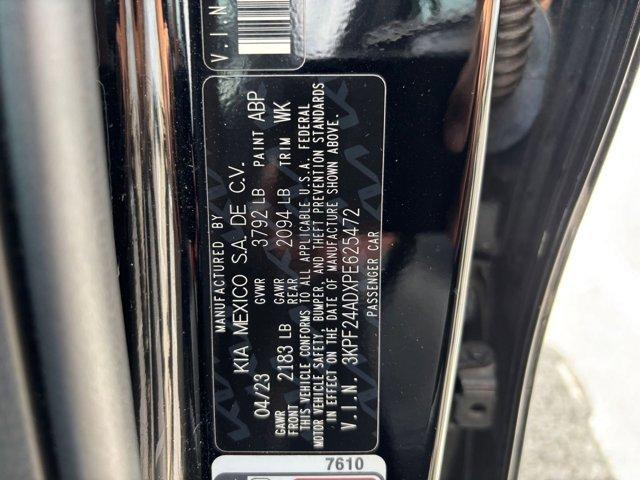 V.I.N
MANUFACTURED BY
KIA MEXICO S.A. DE C.V.
04/23 GVWR 3792 LB PAINT ABP
GAWR FRONT 2183 LB GAWR REAR 2094 LB TRIM WK
THIS VEHICLE CONFORMS TO ALL APPLICABLE U.S.A. FEDERAL
MOTOR VEHICLE SAFETY, BUMPER, AND THEFT PREVENTION STANDARDS
IN EFFECT ON THE DATE OF MANUFACTURE SHOWN ABOVE.
V.I.N. 3KPF24ADXPE625472
PASSENGER CAR
7610